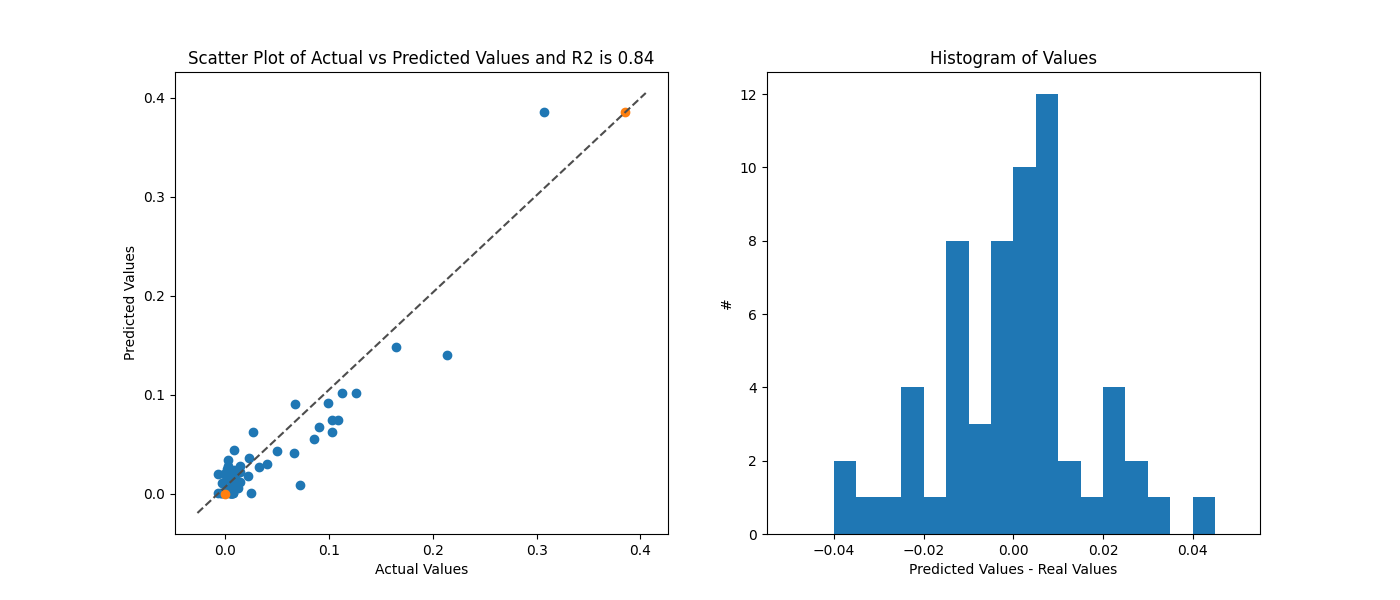 Scatter Plot of Actual vs Predicted Values and R2 is 0.84
0.4
0.3
0.2
0.1
0.0
Predicted Values
0.0 0.1 0.2 0.3 0.4
Actual Values
Histogram of Values
12
10
8
6
4
2
0
#
−0.04 −0.02 0.00 0.02 0.04
Predicted Values - Real Values